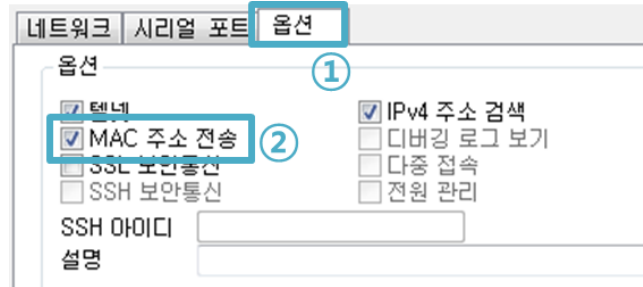 네트워크 시리얼 포트 옵션
①
옵션
텔넷 IPv4 주소 검색
MAC 주소 전송 ② 디버깅 로그 보기
SSL 보안통신 다중 접속
SSH 보안통신 전원 관리
SSH 아이디
설명